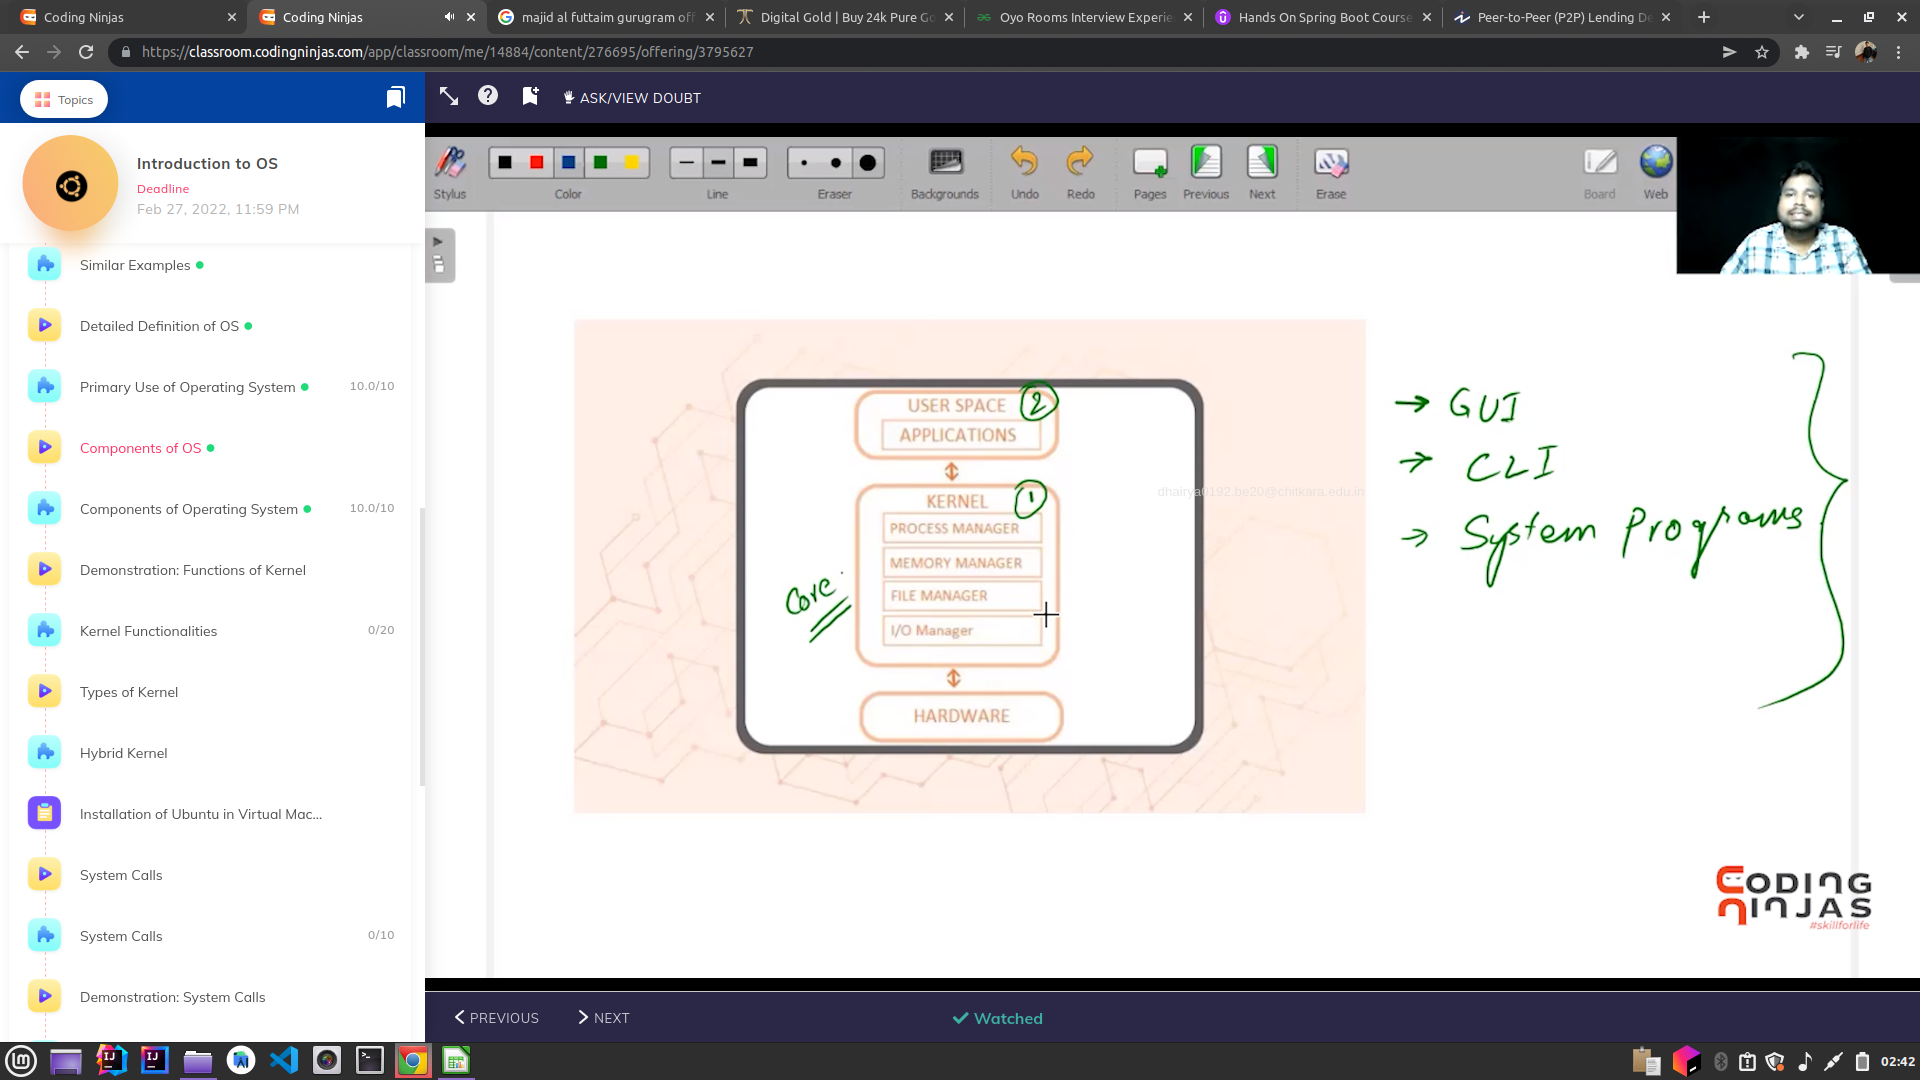 Coding Ninjas
Coding Ninjas
majid al futtaim gurugram off
Digital Gold | Buy 24k Pure Go
Oyo Rooms Interview Experie
Hands On Spring Boot Course
Peer-to-Peer (P2P) Lending De
https://classroom.codingninjas.com/app/classroom/me/14884/content/276695/offering/3795627
Topics
ASK/VIEW DOUBT
Introduction to OS
Deadline
Feb 27, 2022, 11:59 PM
Similar Examples
Detailed Definition of OS
Primary Use of Operating System 10.0/10
Components of OS
Components of Operating System 10.0/10
Demonstration: Functions of Kernel
Kernel Functionalities 0/20
Types of Kernel
Hybrid Kernel
Installation of Ubuntu in Virtual Mac...
System Calls
System Calls 0/10
Demonstration: System Calls
Stylus Color Line Eraser Backgrounds Undo Redo Pages Previous Next Erase Board Web
USER SPACE 2
APPLICATIONS
KERNEL 1
PROCESS MANAGER
MEMORY MANAGER
FILE MANAGER
I/O Manager
HARDWARE
Core
dhairya0192.be20@chitkara.edu.in
→ GUI
→ CLI
→ System Programs
CODING
NINJAS
#skillforlife
PREVIOUS NEXT
Watched
02:42